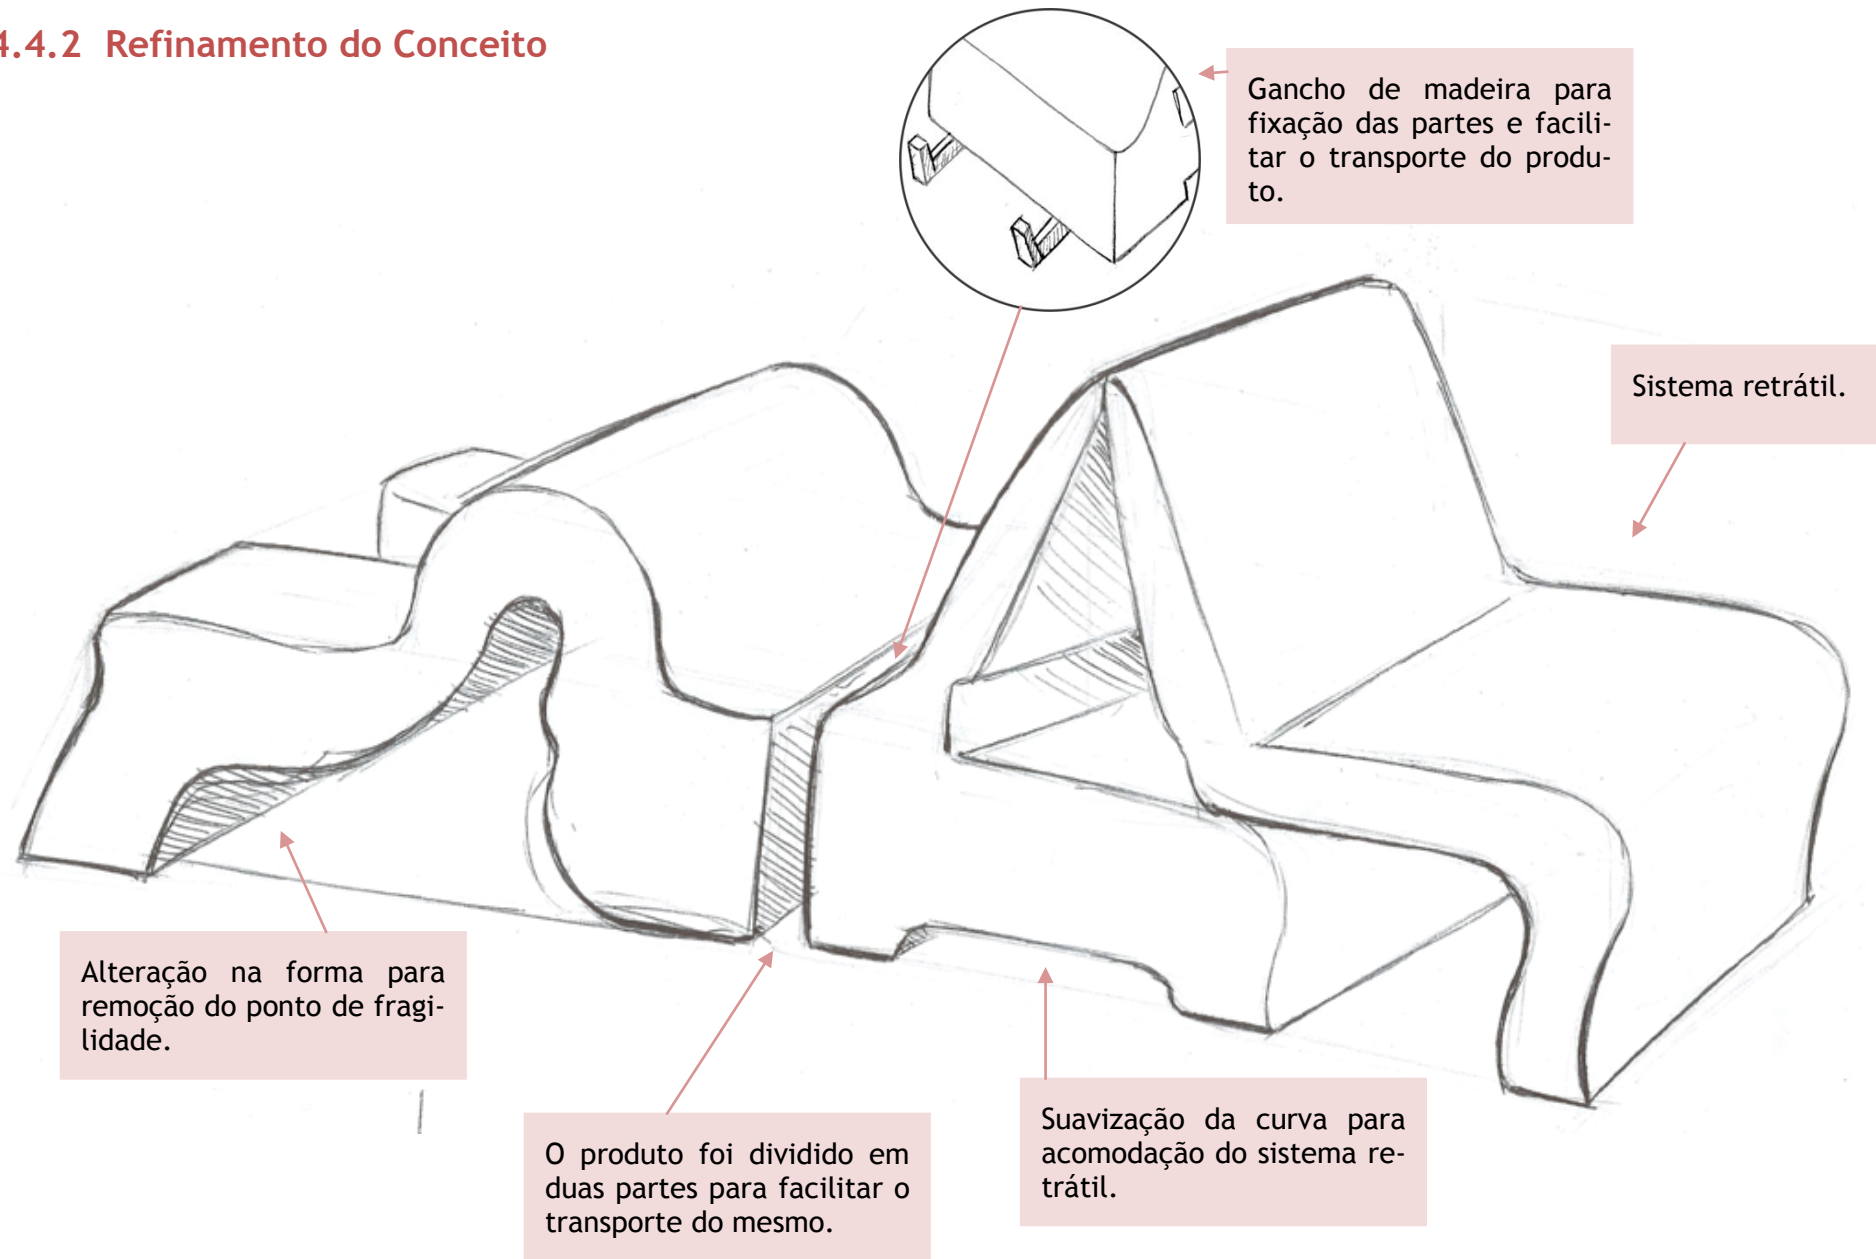 4.4.2 Refinamento do Conceito
Gancho de madeira para
fixação das partes e facili-
tar o transporte do produ-
to.
Sistema retrátil.
Alteração na forma para
remoção do ponto de fragi-
lidade.
O produto foi dividido em
duas partes para facilitar o
transporte do mesmo.
Suavização da curva para
acomodação do sistema re-
trátil.